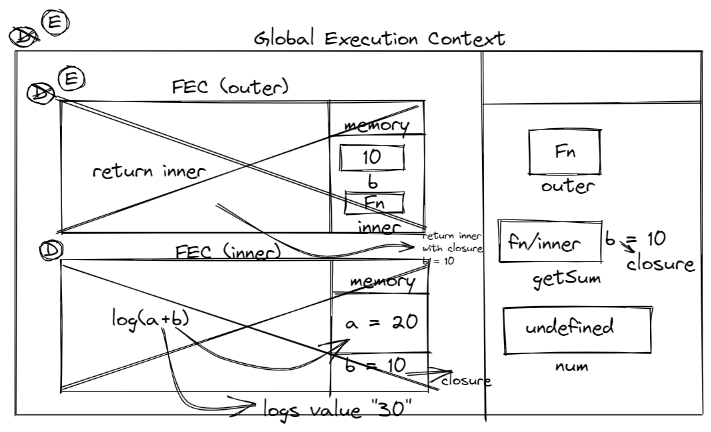 E
D
Global Execution Context
E
D
FEC (outer)
memory
return inner
10
b
Fn
inner
return inner
with closure
b = 10
D
FEC (inner)
memory
log(a+b)
a = 20
b = 10
closure
logs value "30"
Fn
outer
fn/inner
b = 10
closure
getSum
undefined
num